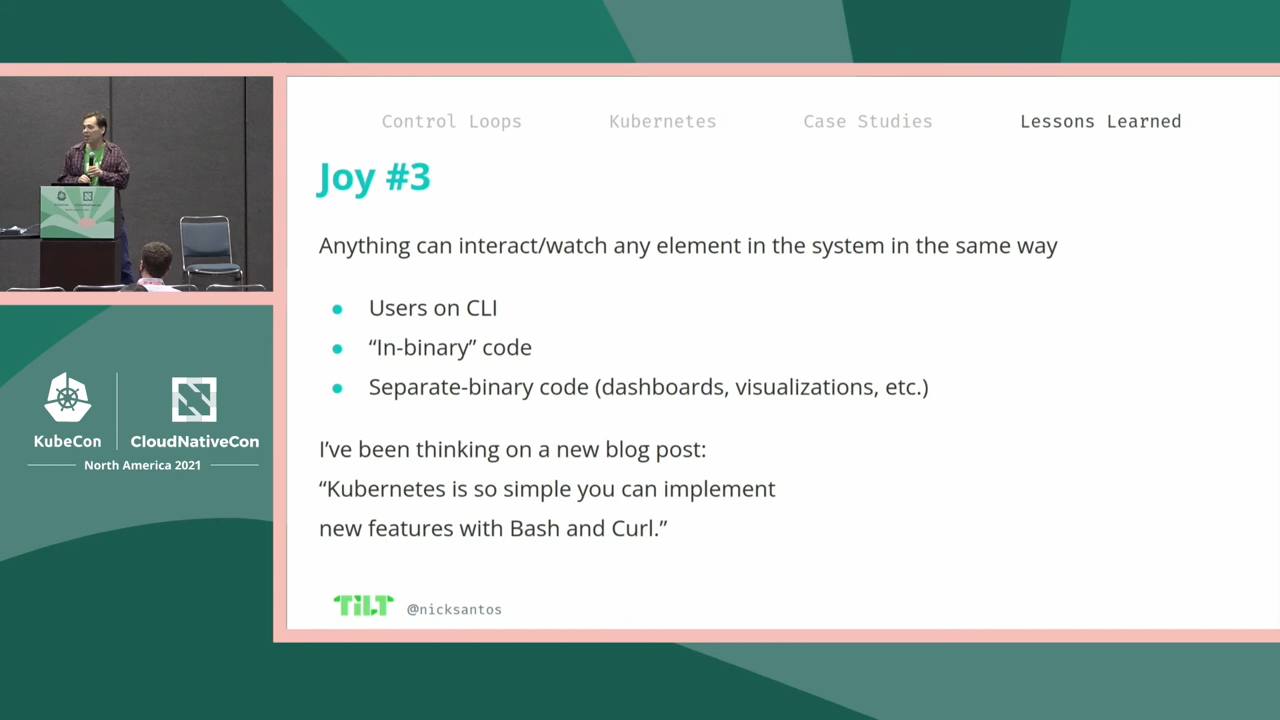 Control Loops
Kubernetes
Case Studies
Lessons Learned
Joy #3
Anything can interact/watch any element in the system in the same way
● Users on CLI
● “In-binary” code
● Separate-binary code (dashboards, visualizations, etc.)
I’ve been thinking on a new blog post:
“Kubernetes is so simple you can implement
new features with Bash and Curl.”
TiLT
@nicksantos
KubeCon
CloudNativeCon
North America 2021